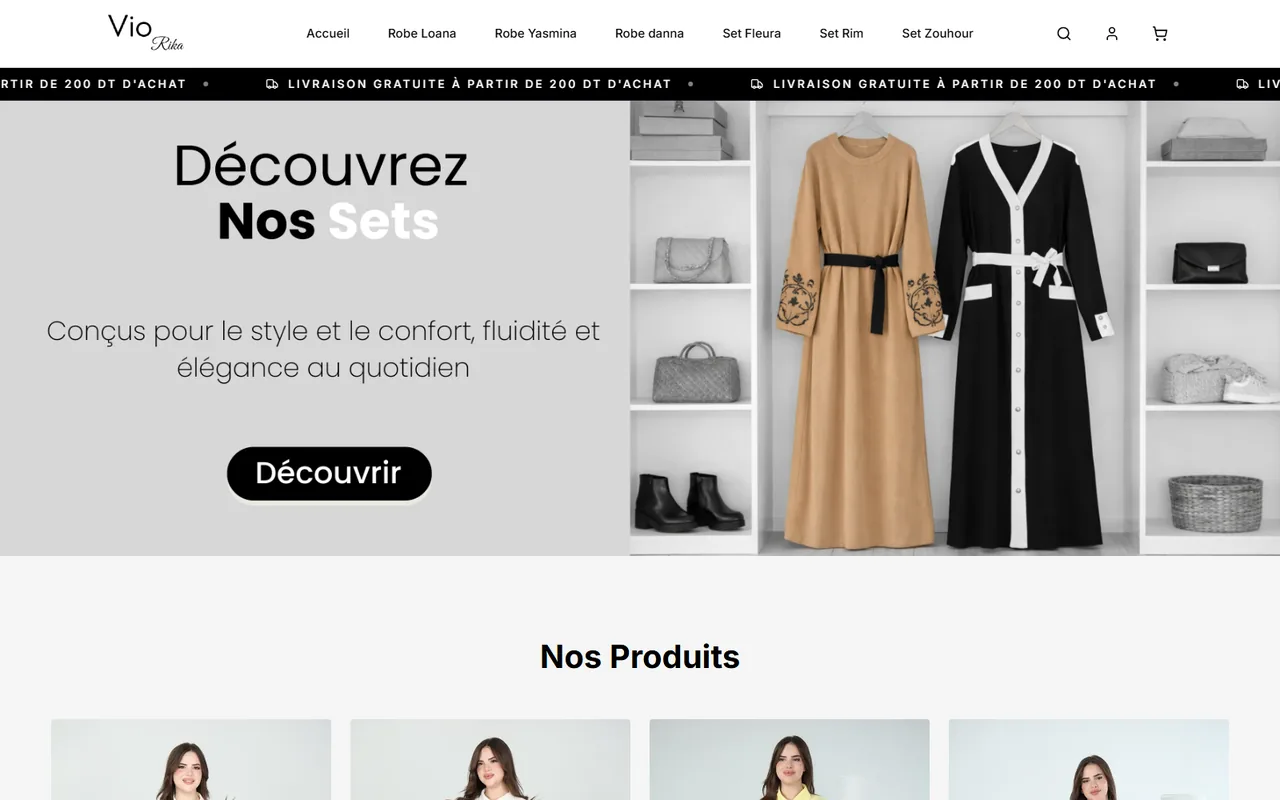 Vio
Rika
Accueil
Robe Loana
Robe Yasmina
Robe danna
Set Fleura
Set Rim
Set Zouhour
RTIR DE 200 DT D'ACHAT • LIVRAISON GRATUITE À PARTIR DE 200 DT D'ACHAT • LIVRAISON GRATUITE À PARTIR DE 200 DT D'ACHAT • LIV
Découvrez
Nos Sets
Conçus pour le style et le confort, fluidité et
élégance au quotidien
Découvrir
Nos Produits